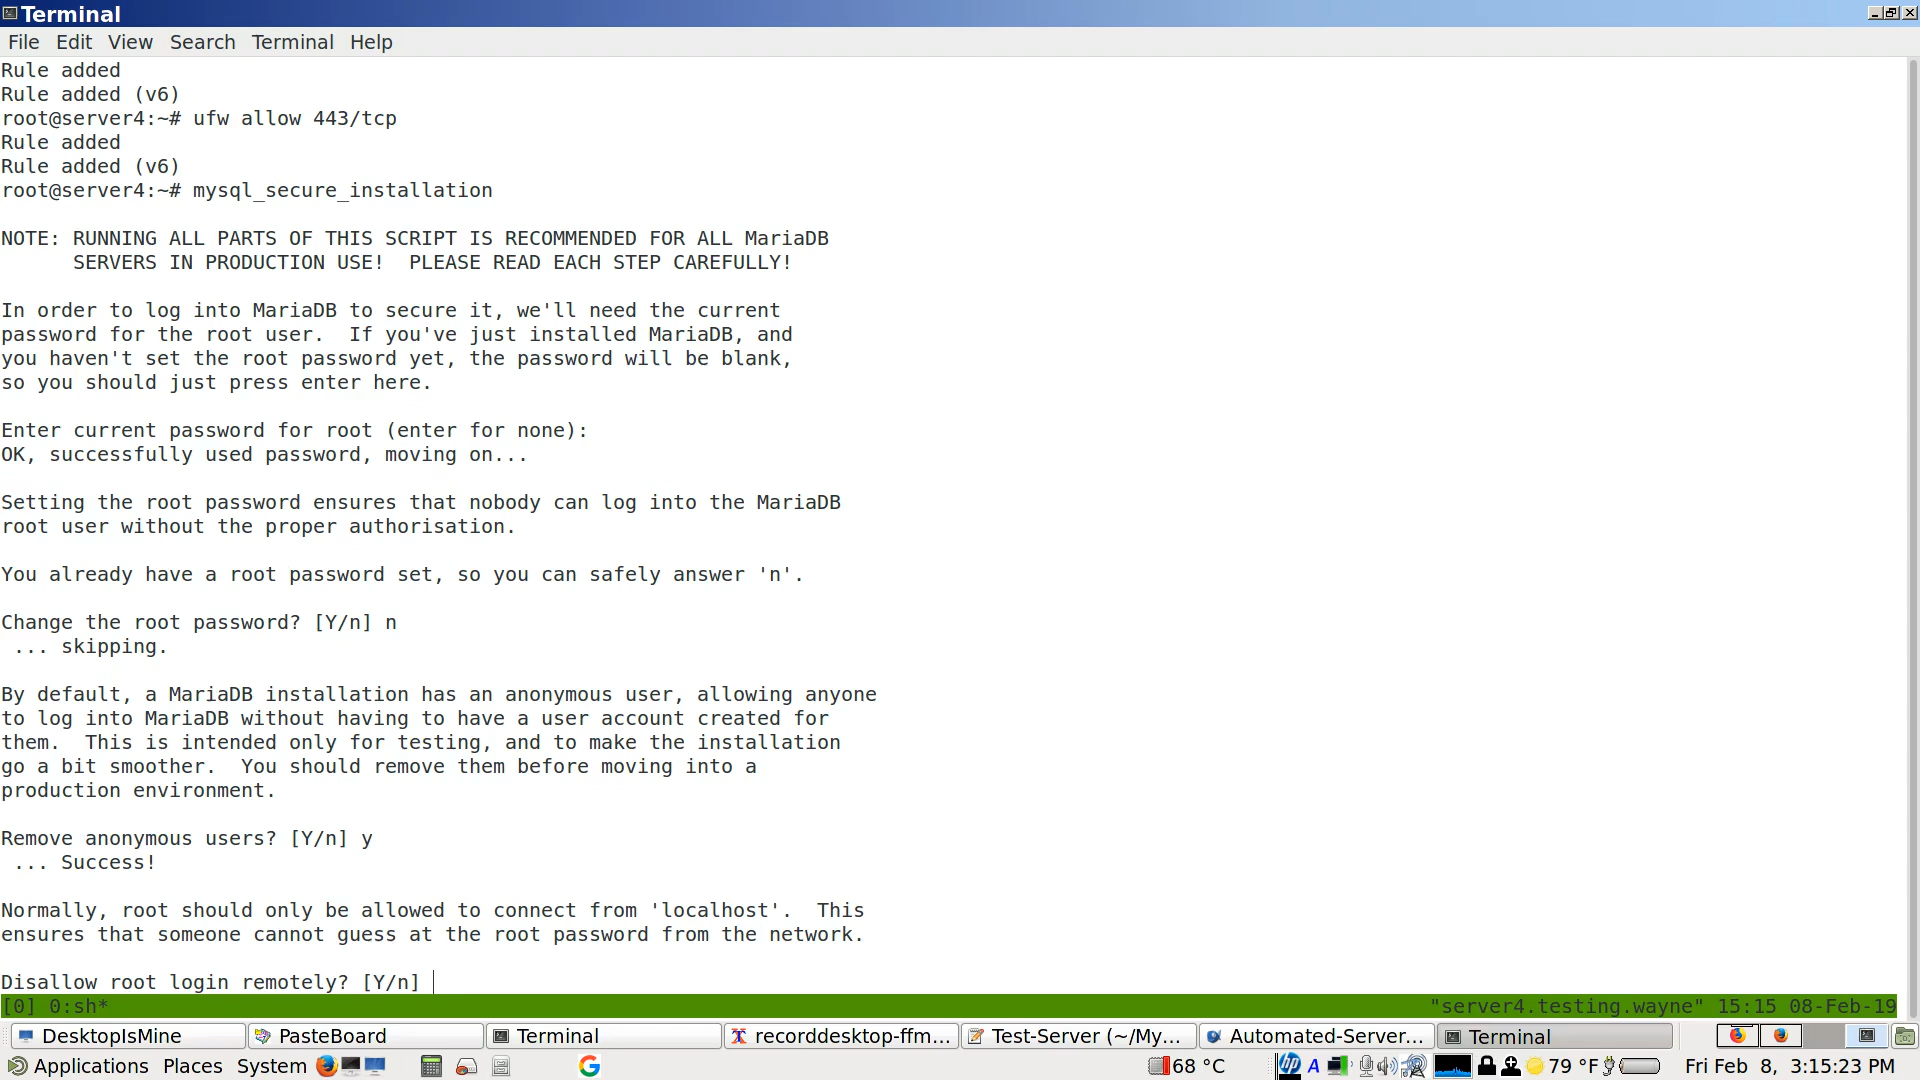 Terminal
File Edit View Search Terminal Help
Rule added
Rule added (v6)
root@server4:~# ufw allow 443/tcp
Rule added
Rule added (v6)
root@server4:~# mysql_secure_installation
NOTE: RUNNING ALL PARTS OF THIS SCRIPT IS RECOMMENDED FOR ALL MariaDB
SERVERS IN PRODUCTION USE!  PLEASE READ EACH STEP CAREFULLY!
In order to log into MariaDB to secure it, we'll need the current
password for the root user.  If you've just installed MariaDB, and
you haven't set the root password yet, the password will be blank,
so you should just press enter here.
Enter current password for root (enter for none):
OK, successfully used password, moving on...
Setting the root password ensures that nobody can log into the MariaDB
root user without the proper authorisation.
You already have a root password set, so you can safely answer 'n'.
Change the root password? [Y/n] n
... skipping.
By default, a MariaDB installation has an anonymous user, allowing anyone
to log into MariaDB without having to have a user account created for
them.  This is intended only for testing, and to make the installation
go a bit smoother.  You should remove them before moving into a
production environment.
Remove anonymous users? [Y/n] y
... Success!
Normally, root should only be allowed to connect from 'localhost'.  This
ensures that someone cannot guess at the root password from the network.
Disallow root login remotely? [Y/n]
[0] 0:sh* "server4.testing.wayne" 15:15 08-Feb-19
DesktopIsMine PasteBoard Terminal recorddesktop-ffm... Test-Server (~/My... Automated-Server... Terminal
Applications Places System G 68 °C hp A 79 °F Fri Feb  8,  3:15:23 PM